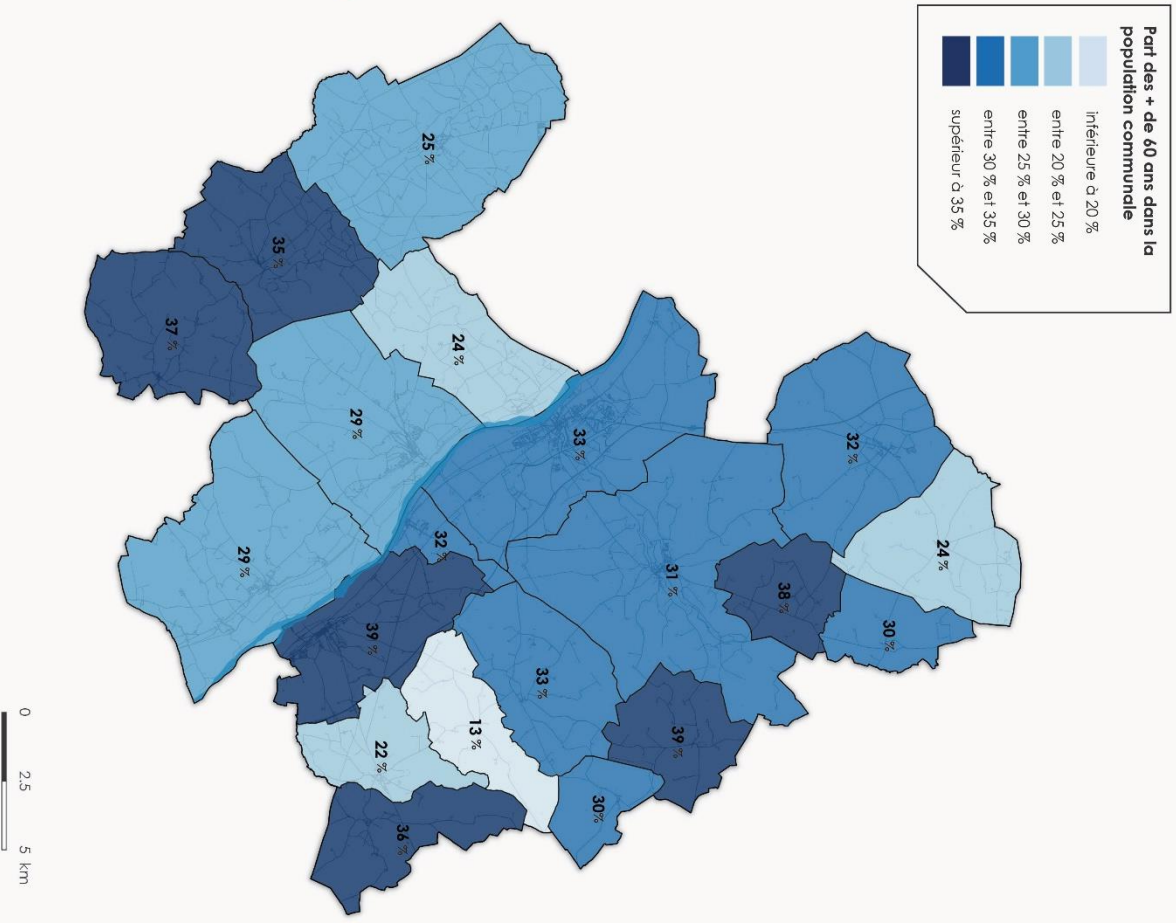 Part des + de 60 ans dans la
population communale
inférieure à 20 %
entre 20 % et 25 %
entre 25 % et 30 %
entre 30 % et 35 %
supérieur à 35 %
24 %
30 %
32 %
38 %
39 %
31 %
30%
33 %
33 %
13 %
24 %
32 %
25 %
36 %
22 %
39 %
29 %
35 %
29 %
37 %
0 2.5 5 km